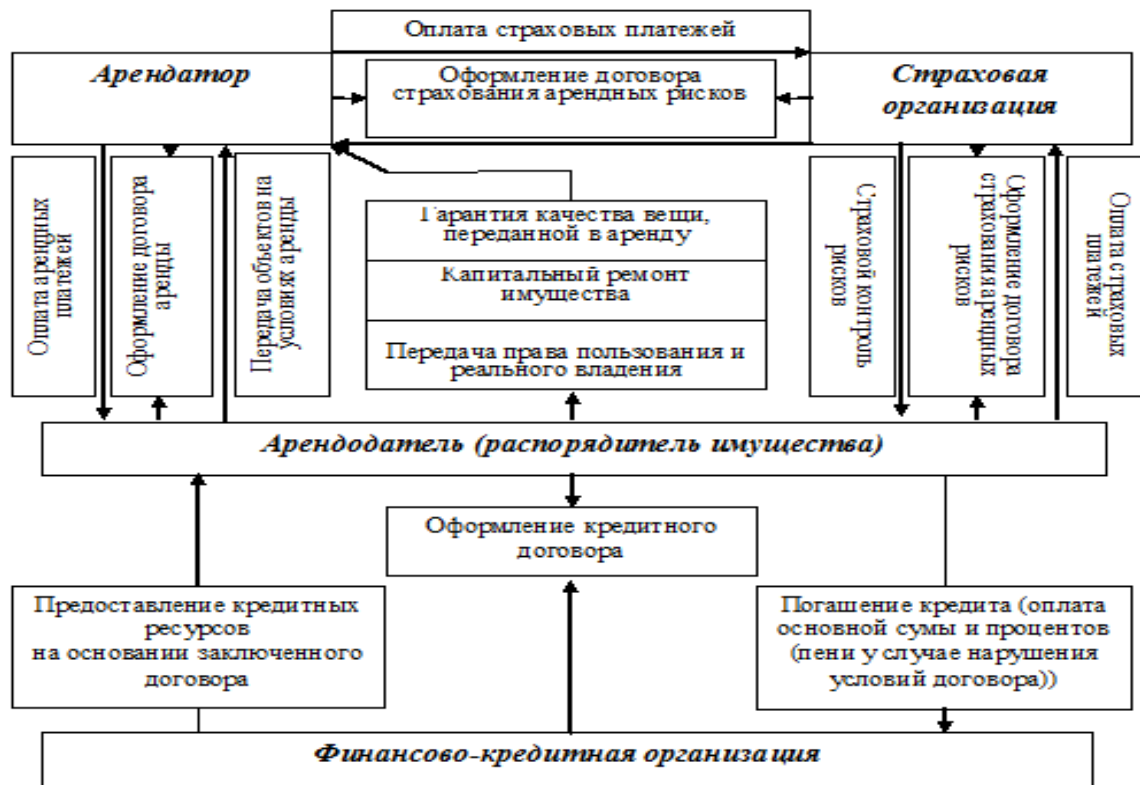 Оплата страховых платежей
Арендатор
Оформление договора
страхования арендных рисков
Страховая
организация
Оплата арендных
платежей
Оформление договора
аренды
Передача объектов на
условиях аренды
Гарантия качества вещи,
переданной в аренду
Капитальный ремонт
имущества
Передача права пользования и
реального владения
Страховой контроль
рисков
Оформление договора
страхования арендных
рисков
Оплата страховых
платежей
Арендодатель (распорядитель имущества)
Оформление кредитного
договора
Предоставление кредитных
ресурсов
на основании заключенного
договора
Погашение кредита (оплата
основной суммы и процентов
(пени у случае нарушения
условий договора))
Финансово-кредитная организация